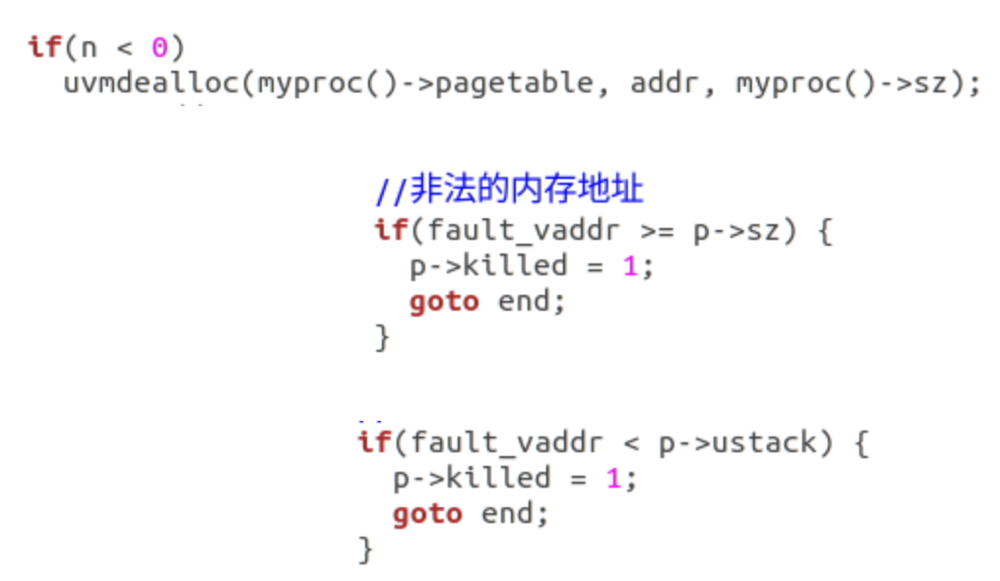 if(n < 0)
uvmdealloc(myproc()->pagetable, addr, myproc()->sz);
//非法的内存地址
if(fault_vaddr >= p->sz) {
p->killed = 1;
goto end;
}
if(fault_vaddr < p->ustack) {
p->killed = 1;
goto end;
}